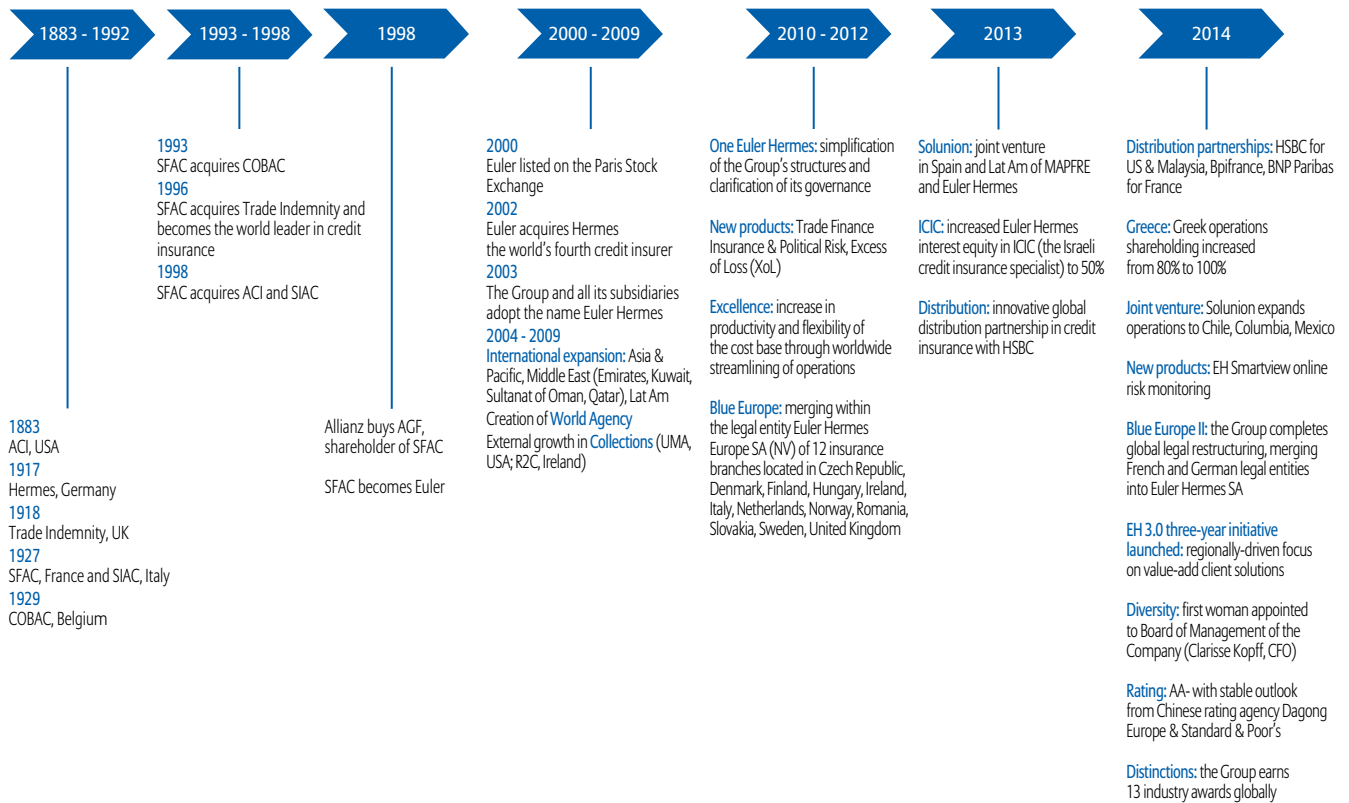 1883 - 1992
1993 - 1998
1998
2000 - 2009
2010 - 2012
2013
2014
1883
ACI, USA
1917
Hermes, Germany
1918
Trade Indemnity, UK
1927
SFAC, France and SIAC, Italy
1929
COBAC, Belgium
1993
SFAC acquires COBAC
1996
SFAC acquires Trade Indemnity and
becomes the world leader in credit
insurance
1998
SFAC acquires ACI and SIAC
Allianz buys AGF,
shareholder of SFAC
SFAC becomes Euler
2000
Euler listed on the Paris Stock
Exchange
2002
Euler acquires Hermes
the world's fourth credit insurer
2003
The Group and all its subsidiaries
adopt the name Euler Hermes
2004 - 2009
International expansion: Asia &
Pacific, Middle East (Emirates, Kuwait,
Sultanat of Oman, Qatar), Lat Am
Creation of World Agency
External growth in Collections (UMA,
USA; R2C, Ireland)
One Euler Hermes: simplification
of the Group's structures and
clarification of its governance
New products: Trade Finance
Insurance & Political Risk, Excess
of Loss (XoL)
Excellence: increase in
productivity and flexibility of
the cost base through worldwide
streamlining of operations
Blue Europe: merging within
the legal entity Euler Hermes
Europe SA (NV) of 12 insurance
branches located in Czech Republic,
Denmark, Finland, Hungary, Ireland,
Italy, Netherlands, Norway, Romania,
Slovakia, Sweden, United Kingdom
Solunion: joint venture
in Spain and Lat Am of MAPFRE
and Euler Hermes
ICIC: increased Euler Hermes
interest equity in ICIC (the Israeli
credit insurance specialist) to 50%
Distribution: innovative global
distribution partnership in credit
insurance with HSBC
Distribution partnerships: HSBC for
US & Malaysia, Bpifrance, BNP Paribas
for France
Greece: Greek operations
shareholding increased
from 80% to 100%
Joint venture: Solunion expands
operations to Chile, Columbia, Mexico
New products: EH Smartview online
risk monitoring
Blue Europe II: the Group completes
global legal restructuring, merging
French and German legal entities
into Euler Hermes SA
EH 3.0 three-year initiative
launched: regionally-driven focus
on value-add client solutions
Diversity: first woman appointed
to Board of Management of the
Company (Clarisse Kopff, CFO)
Rating: AA- with stable outlook
from Chinese rating agency Dagong
Europe & Standard & Poor's
Distinctions: the Group earns
13 industry awards globally